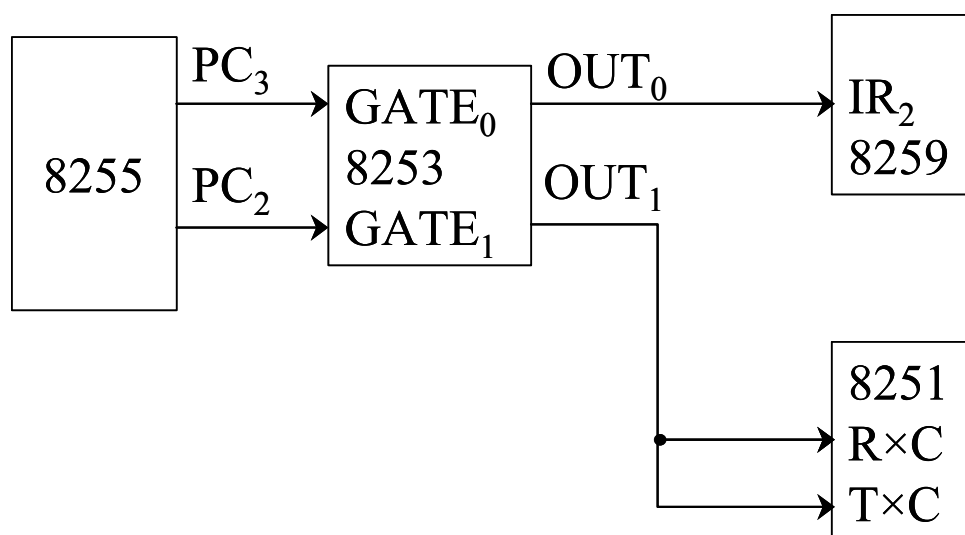 8255
PC₃
PC₂
GATE₀
8253
GATE₁
OUT₀
OUT₁
IR₂
8259
8251
R×C
T×C